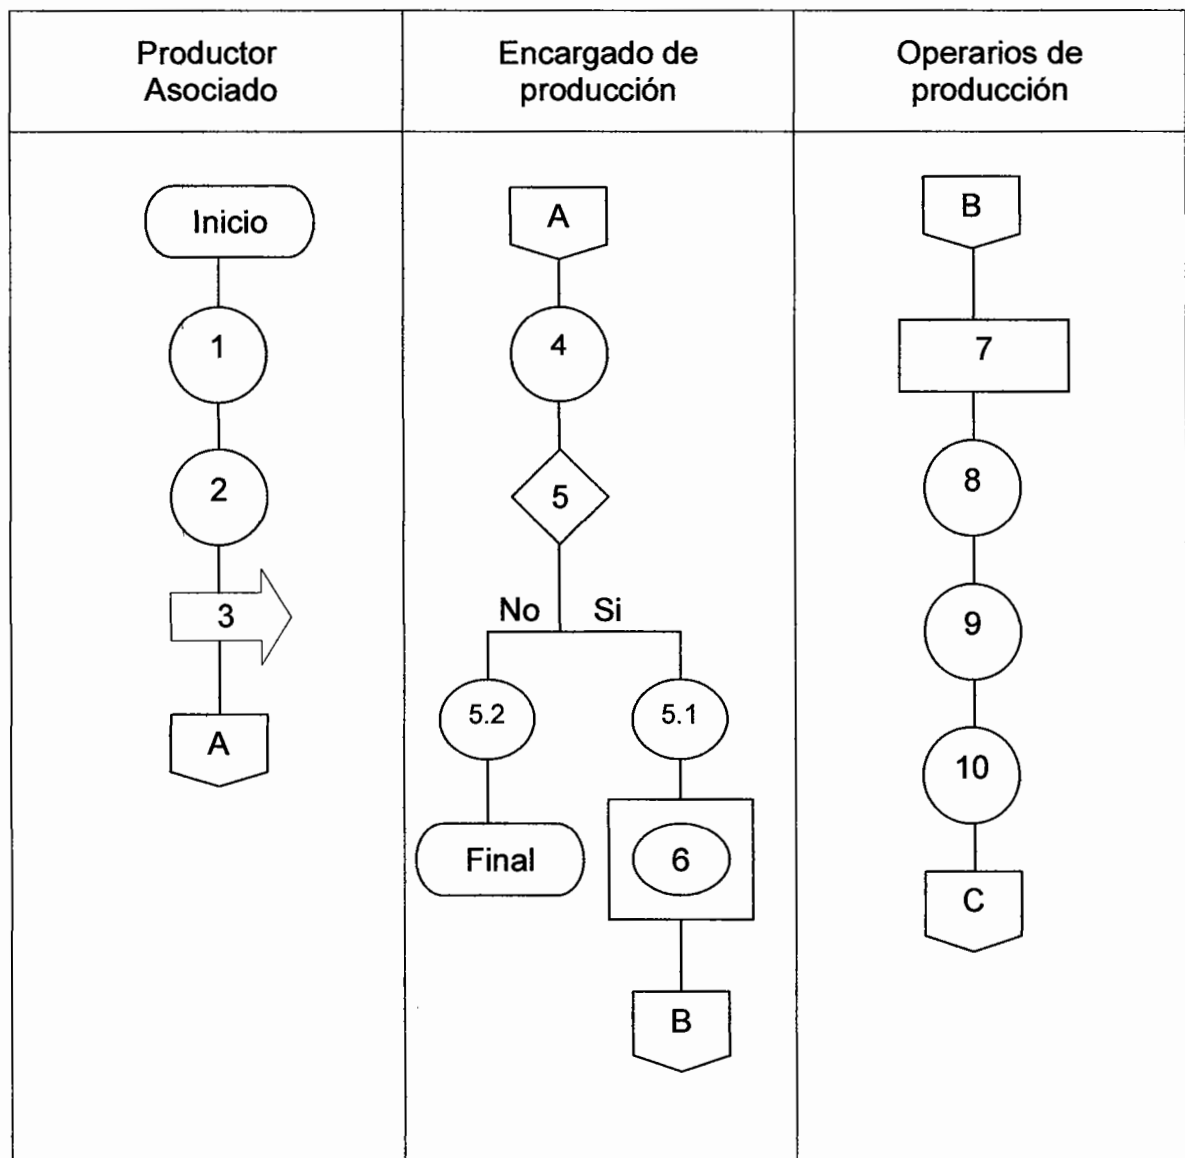 Productor
Asociado
Encargado de
producción
Operarios de
producción
Inicio
1
2
3
A
A
4
5
No
Si
5.2
5.1
Final
6
B
B
7
8
9
10
C